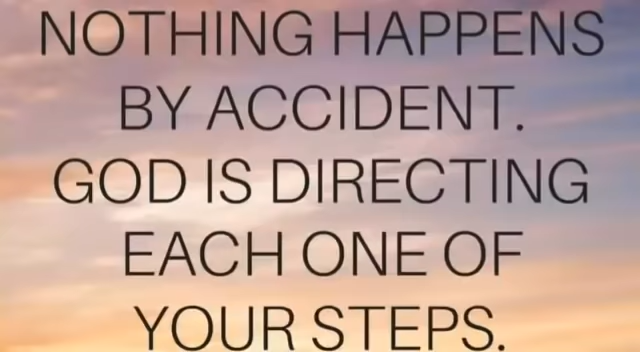 NOTHING HAPPENS
BY ACCIDENT.
GOD IS DIRECTING
EACH ONE OF
YOUR STEPS.